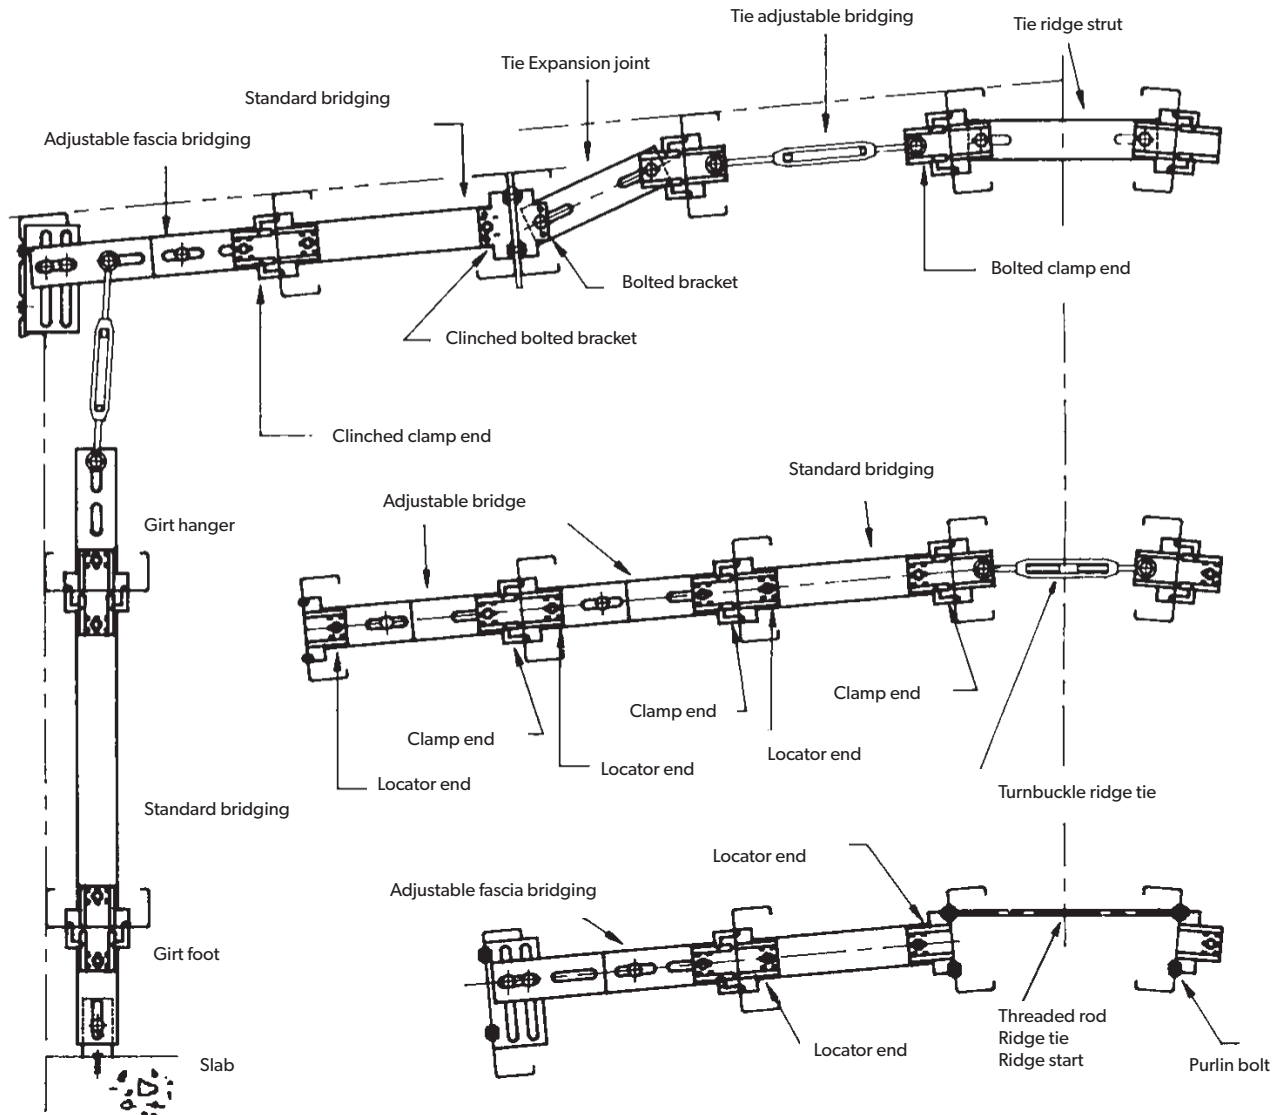 Tie adjustable bridging
Tie ridge strut
Tie Expansion joint
Standard bridging
Adjustable fascia bridging
Bolted clamp end
Bolted bracket
Clinched bolted bracket
Clinched clamp end
Standard bridging
Adjustable bridge
Girt hanger
Clamp end
Clamp end
Clamp end
Locator end
Locator end
Locator end
Turnbuckle ridge tie
Standard bridging
Locator end
Adjustable fascia bridging
Girt foot
Threaded rod
Ridge tie
Ridge start
Locator end
Purlin bolt
Slab